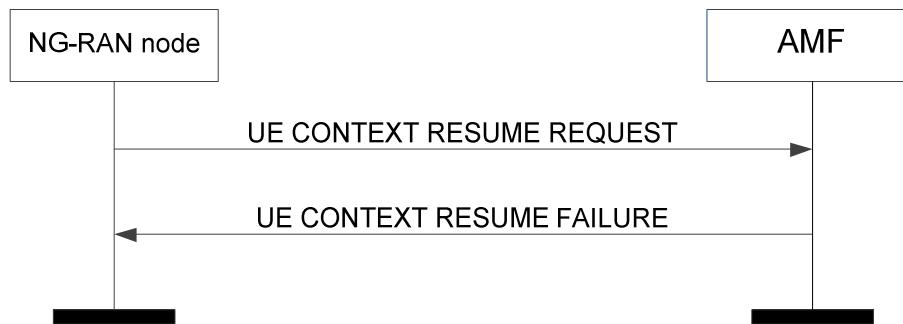 NG-RAN node
AMF
UE CONTEXT RESUME REQUEST
UE CONTEXT RESUME FAILURE